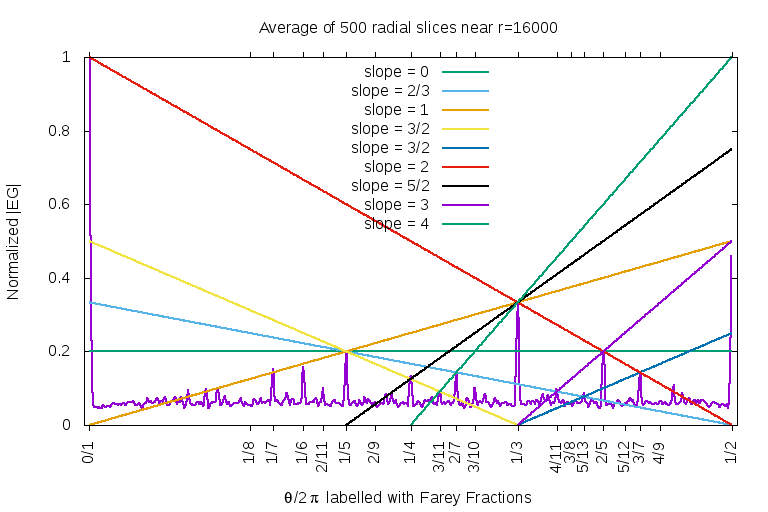 Average of 500 radial slices near r=16000
Normalized |EG|
1
0.8
0.6
0.4
0.2
0
slope = 0
slope = 2/3
slope = 1
slope = 3/2
slope = 3/2
slope = 2
slope = 5/2
slope = 3
slope = 4
0/1 1/8 1/7 1/6 2/11 1/5 2/9 1/4 3/11 2/7 3/10 1/3 4/11 3/8 5/13 2/5 5/12 3/7 4/9 1/2
θ/2π labelled with Farey Fractions